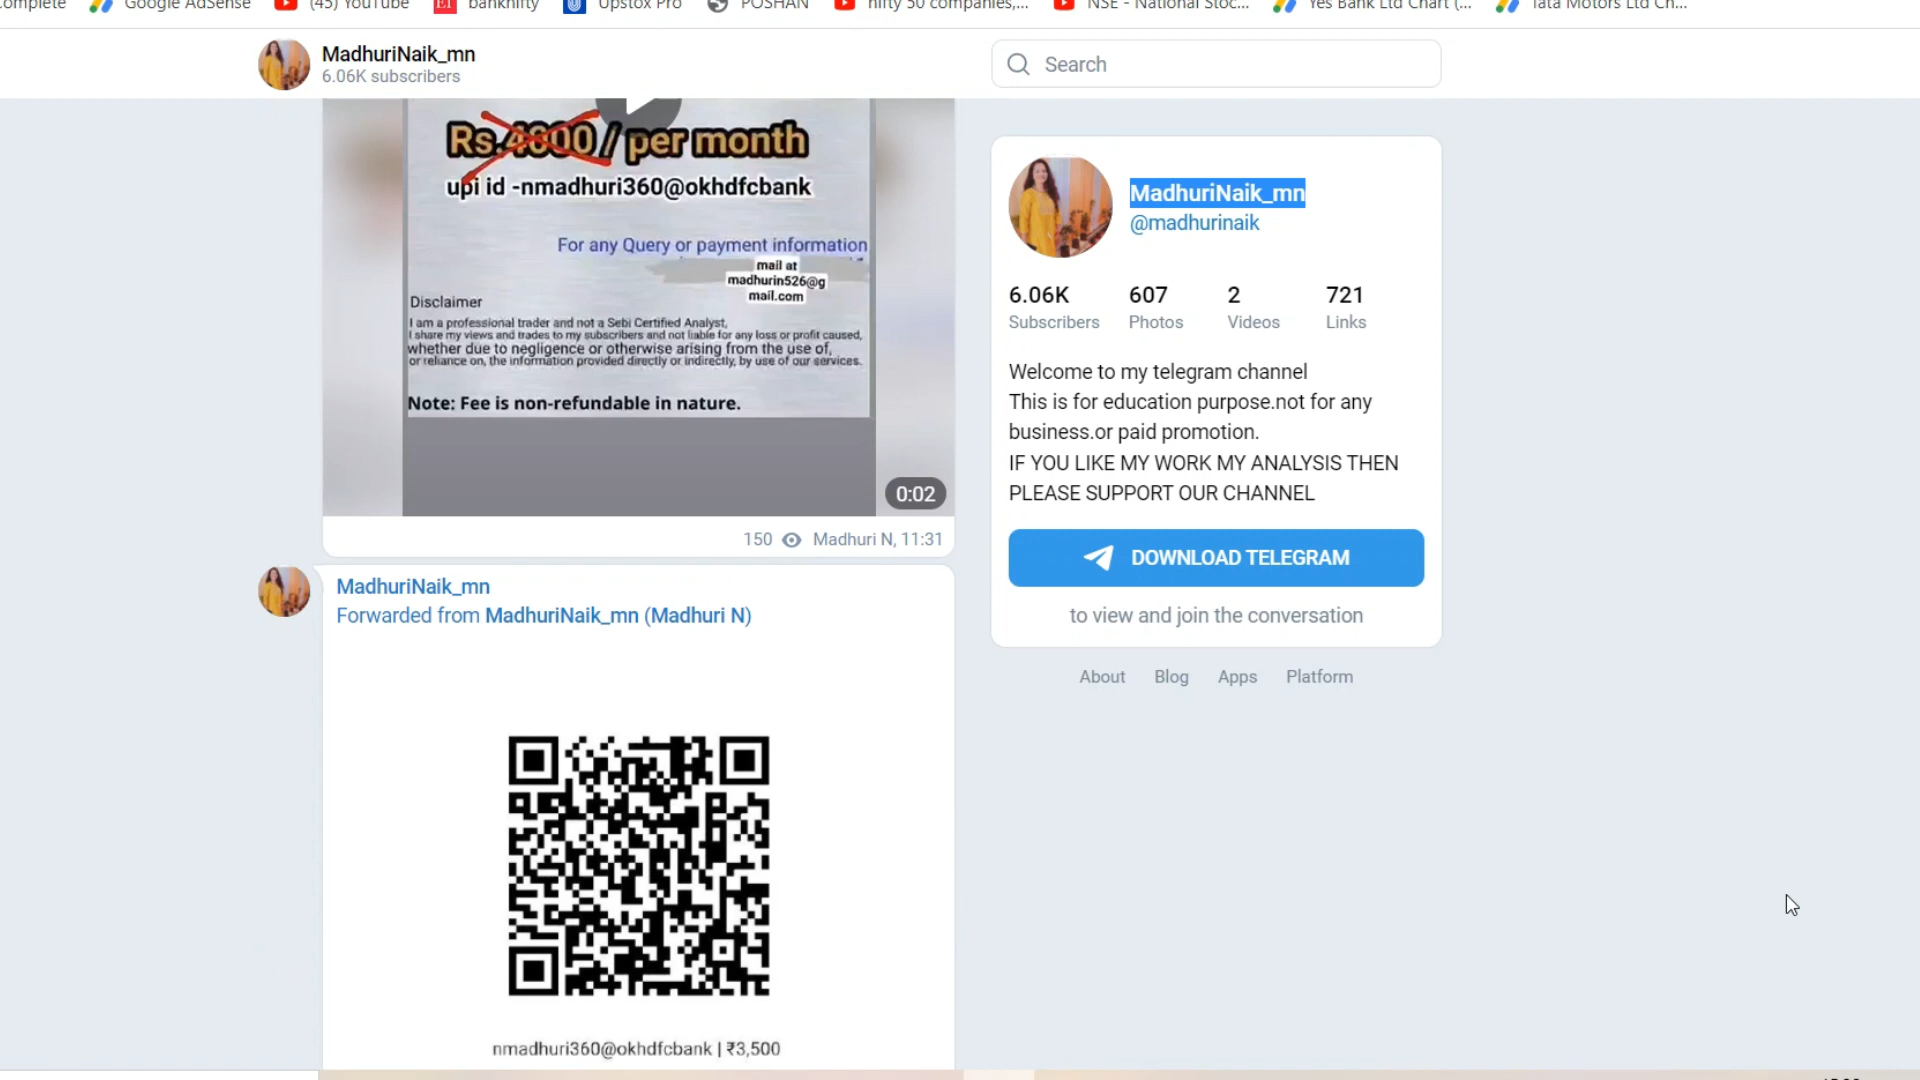 Google AdSense
(45) YouTube
banknifty
Upstox Pro
POSHAN
nifty 50 companies,...
NSE - National Stoc...
Yes Bank Ltd Chart (...
Tata Motors Ltd Ch...
MadhuriNaik_mn
6.06K subscribers
Search
Rs.4000 / per month
upi id -nmadhuri360@okhdfcbank
For any Query or payment information
mail at
madhurin526@g
mail.com
Disclaimer
I am a professional trader and not a Sebi Certified Analyst,
I share my views and trades to my subscribers and not liable for any loss or profit caused,
whether due to negligence or otherwise arising from the use of,
or reliance on, the information provided directly or indirectly, by use of our services.
Note: Fee is non-refundable in nature.
0:02
150 Madhuri N, 11:31
MadhuriNaik_mn
Forwarded from MadhuriNaik_mn (Madhuri N)
nmadhuri360@okhdfcbank | ₹3,500
MadhuriNaik_mn
@madhurinaik
6.06K 607 2 721
Subscribers Photos Videos Links
Welcome to my telegram channel
This is for education purpose.not for any
business.or paid promotion.
IF YOU LIKE MY WORK MY ANALYSIS THEN
PLEASE SUPPORT OUR CHANNEL
DOWNLOAD TELEGRAM
to view and join the conversation
About Blog Apps Platform